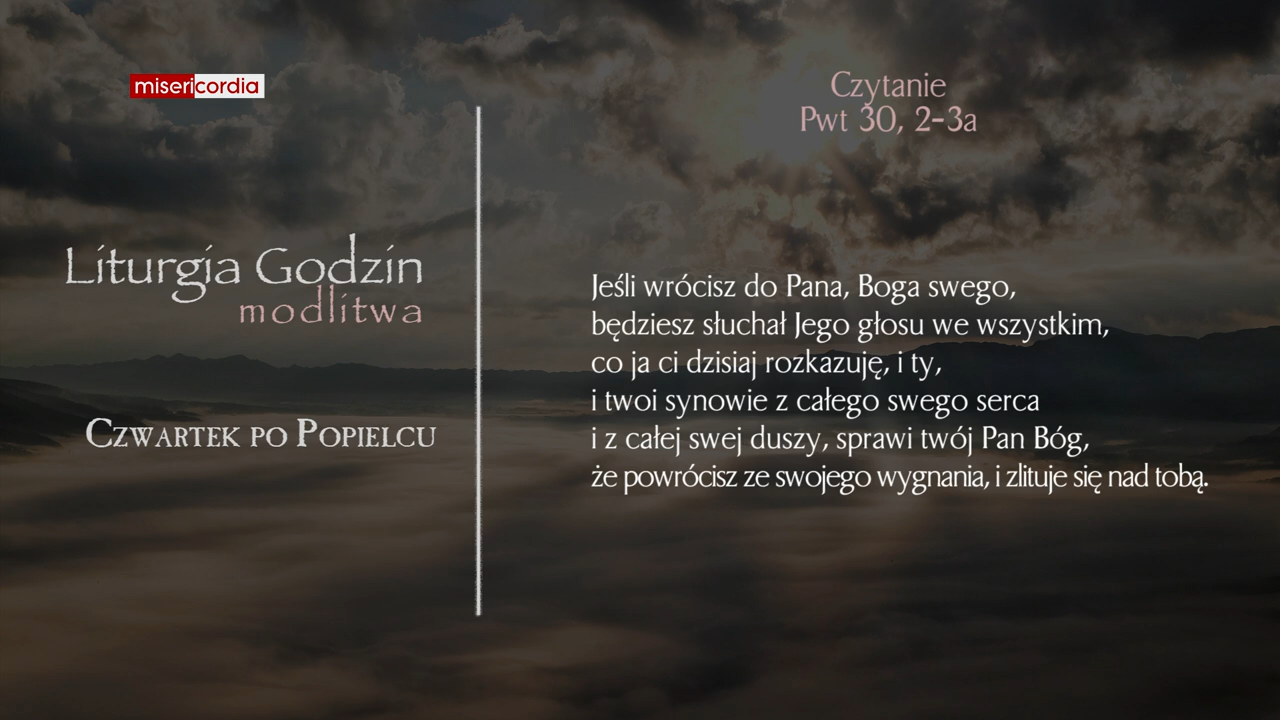 misericordia
Liturgia Godzin
modlitwa
Czwartek po Popielcu
Czytanie
Pwt 30, 2-3a
Jeśli wrócisz do Pana, Boga swego,
będziesz słuchał Jego głosu we wszystkim,
co ja ci dzisiaj rozkazuję, i ty,
i twoi synowie z całego swego serca
i z całej swej duszy, sprawi twój Pan Bóg,
że powrócisz ze swojego wygnania, i zlituje się nad tobą.